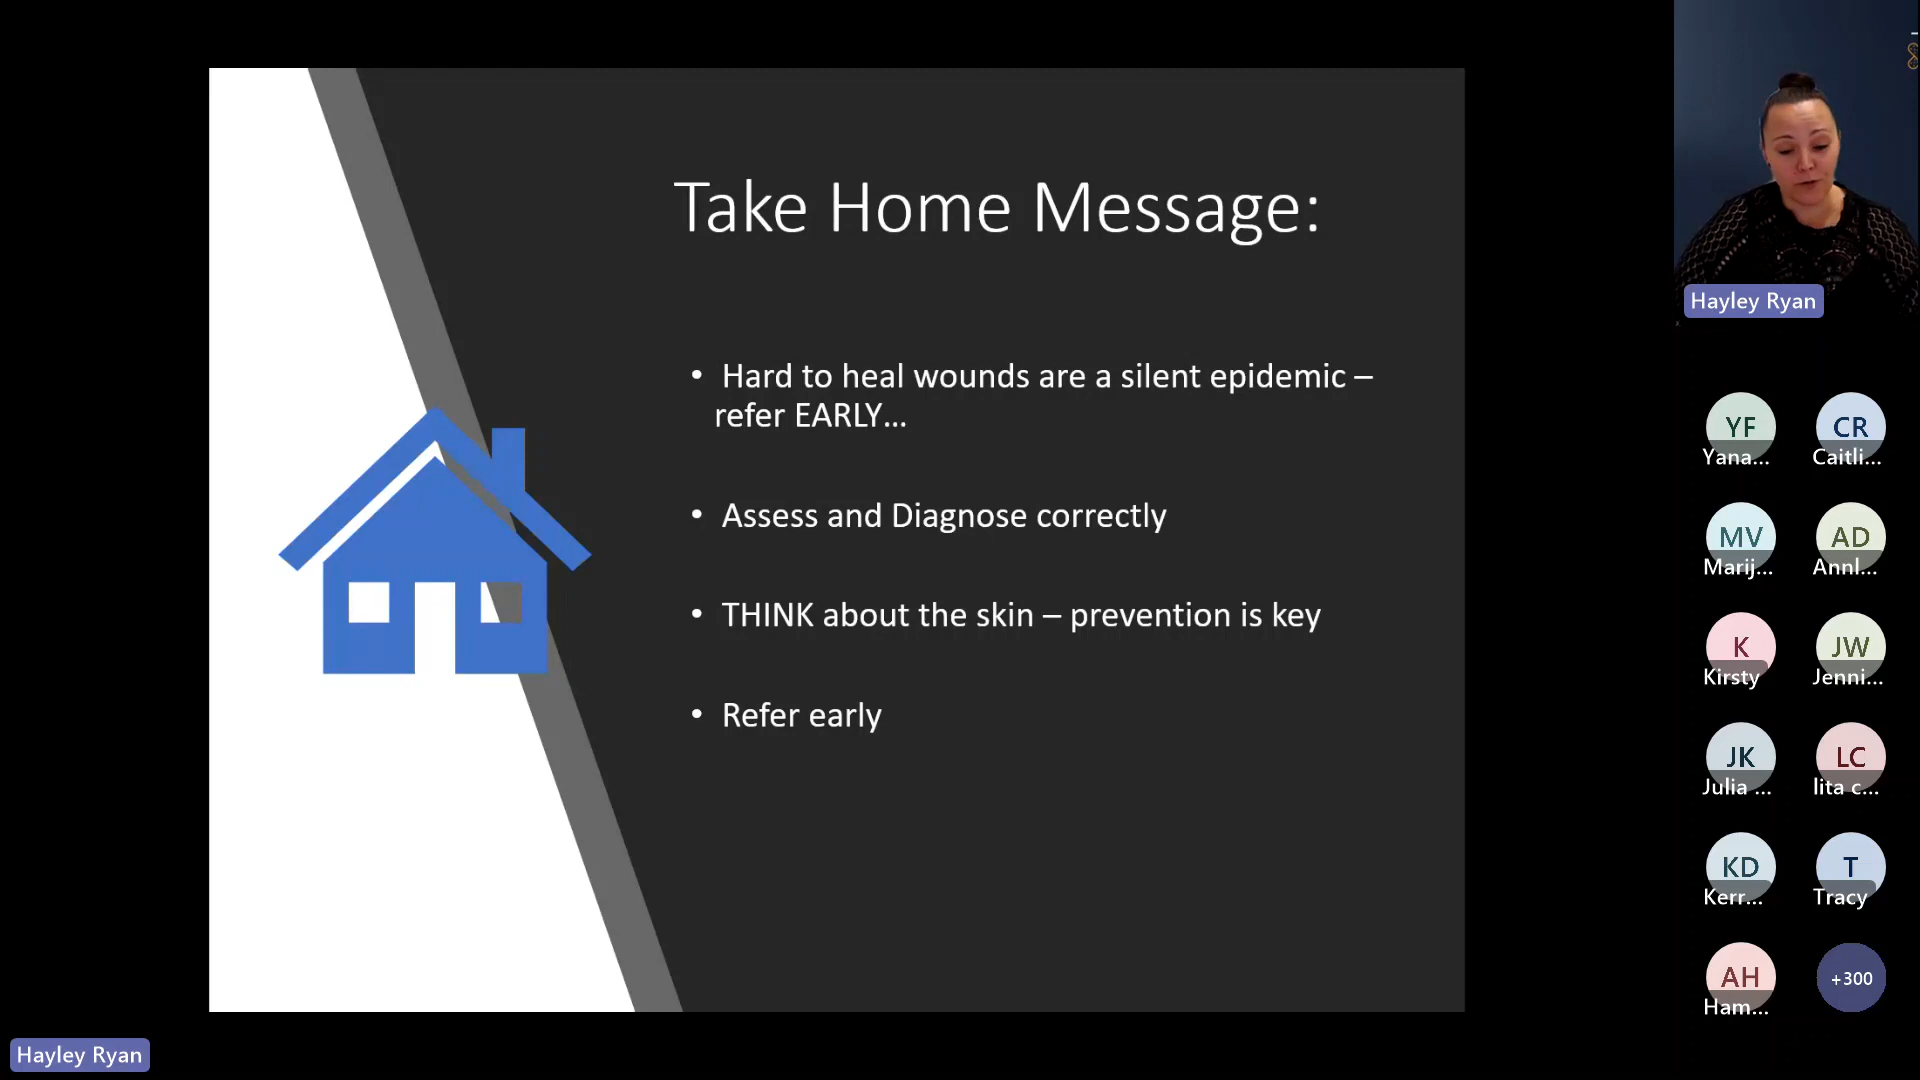 Take Home Message:
• Hard to heal wounds are a silent epidemic –
refer EARLY...
• Assess and Diagnose correctly
• THINK about the skin – prevention is key
• Refer early
Hayley Ryan
YF
Yana...
CR
Caitli...
MV
Marij...
AD
Annl...
K
Kirsty
JW
Jenni...
JK
Julia ...
LC
lita c...
KD
Kerr...
T
Tracy
AH
Ham...
+300
Hayley Ryan